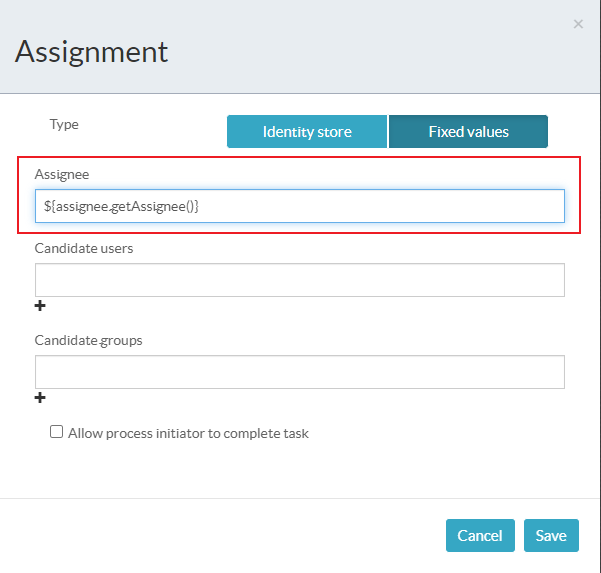 ×
Assignment
Type
Identity store
Fixed values
Assignee
${assignee.getAssignee()}
Candidate users
+
Candidate groups
+
Allow process initiator to complete task
Cancel
Save